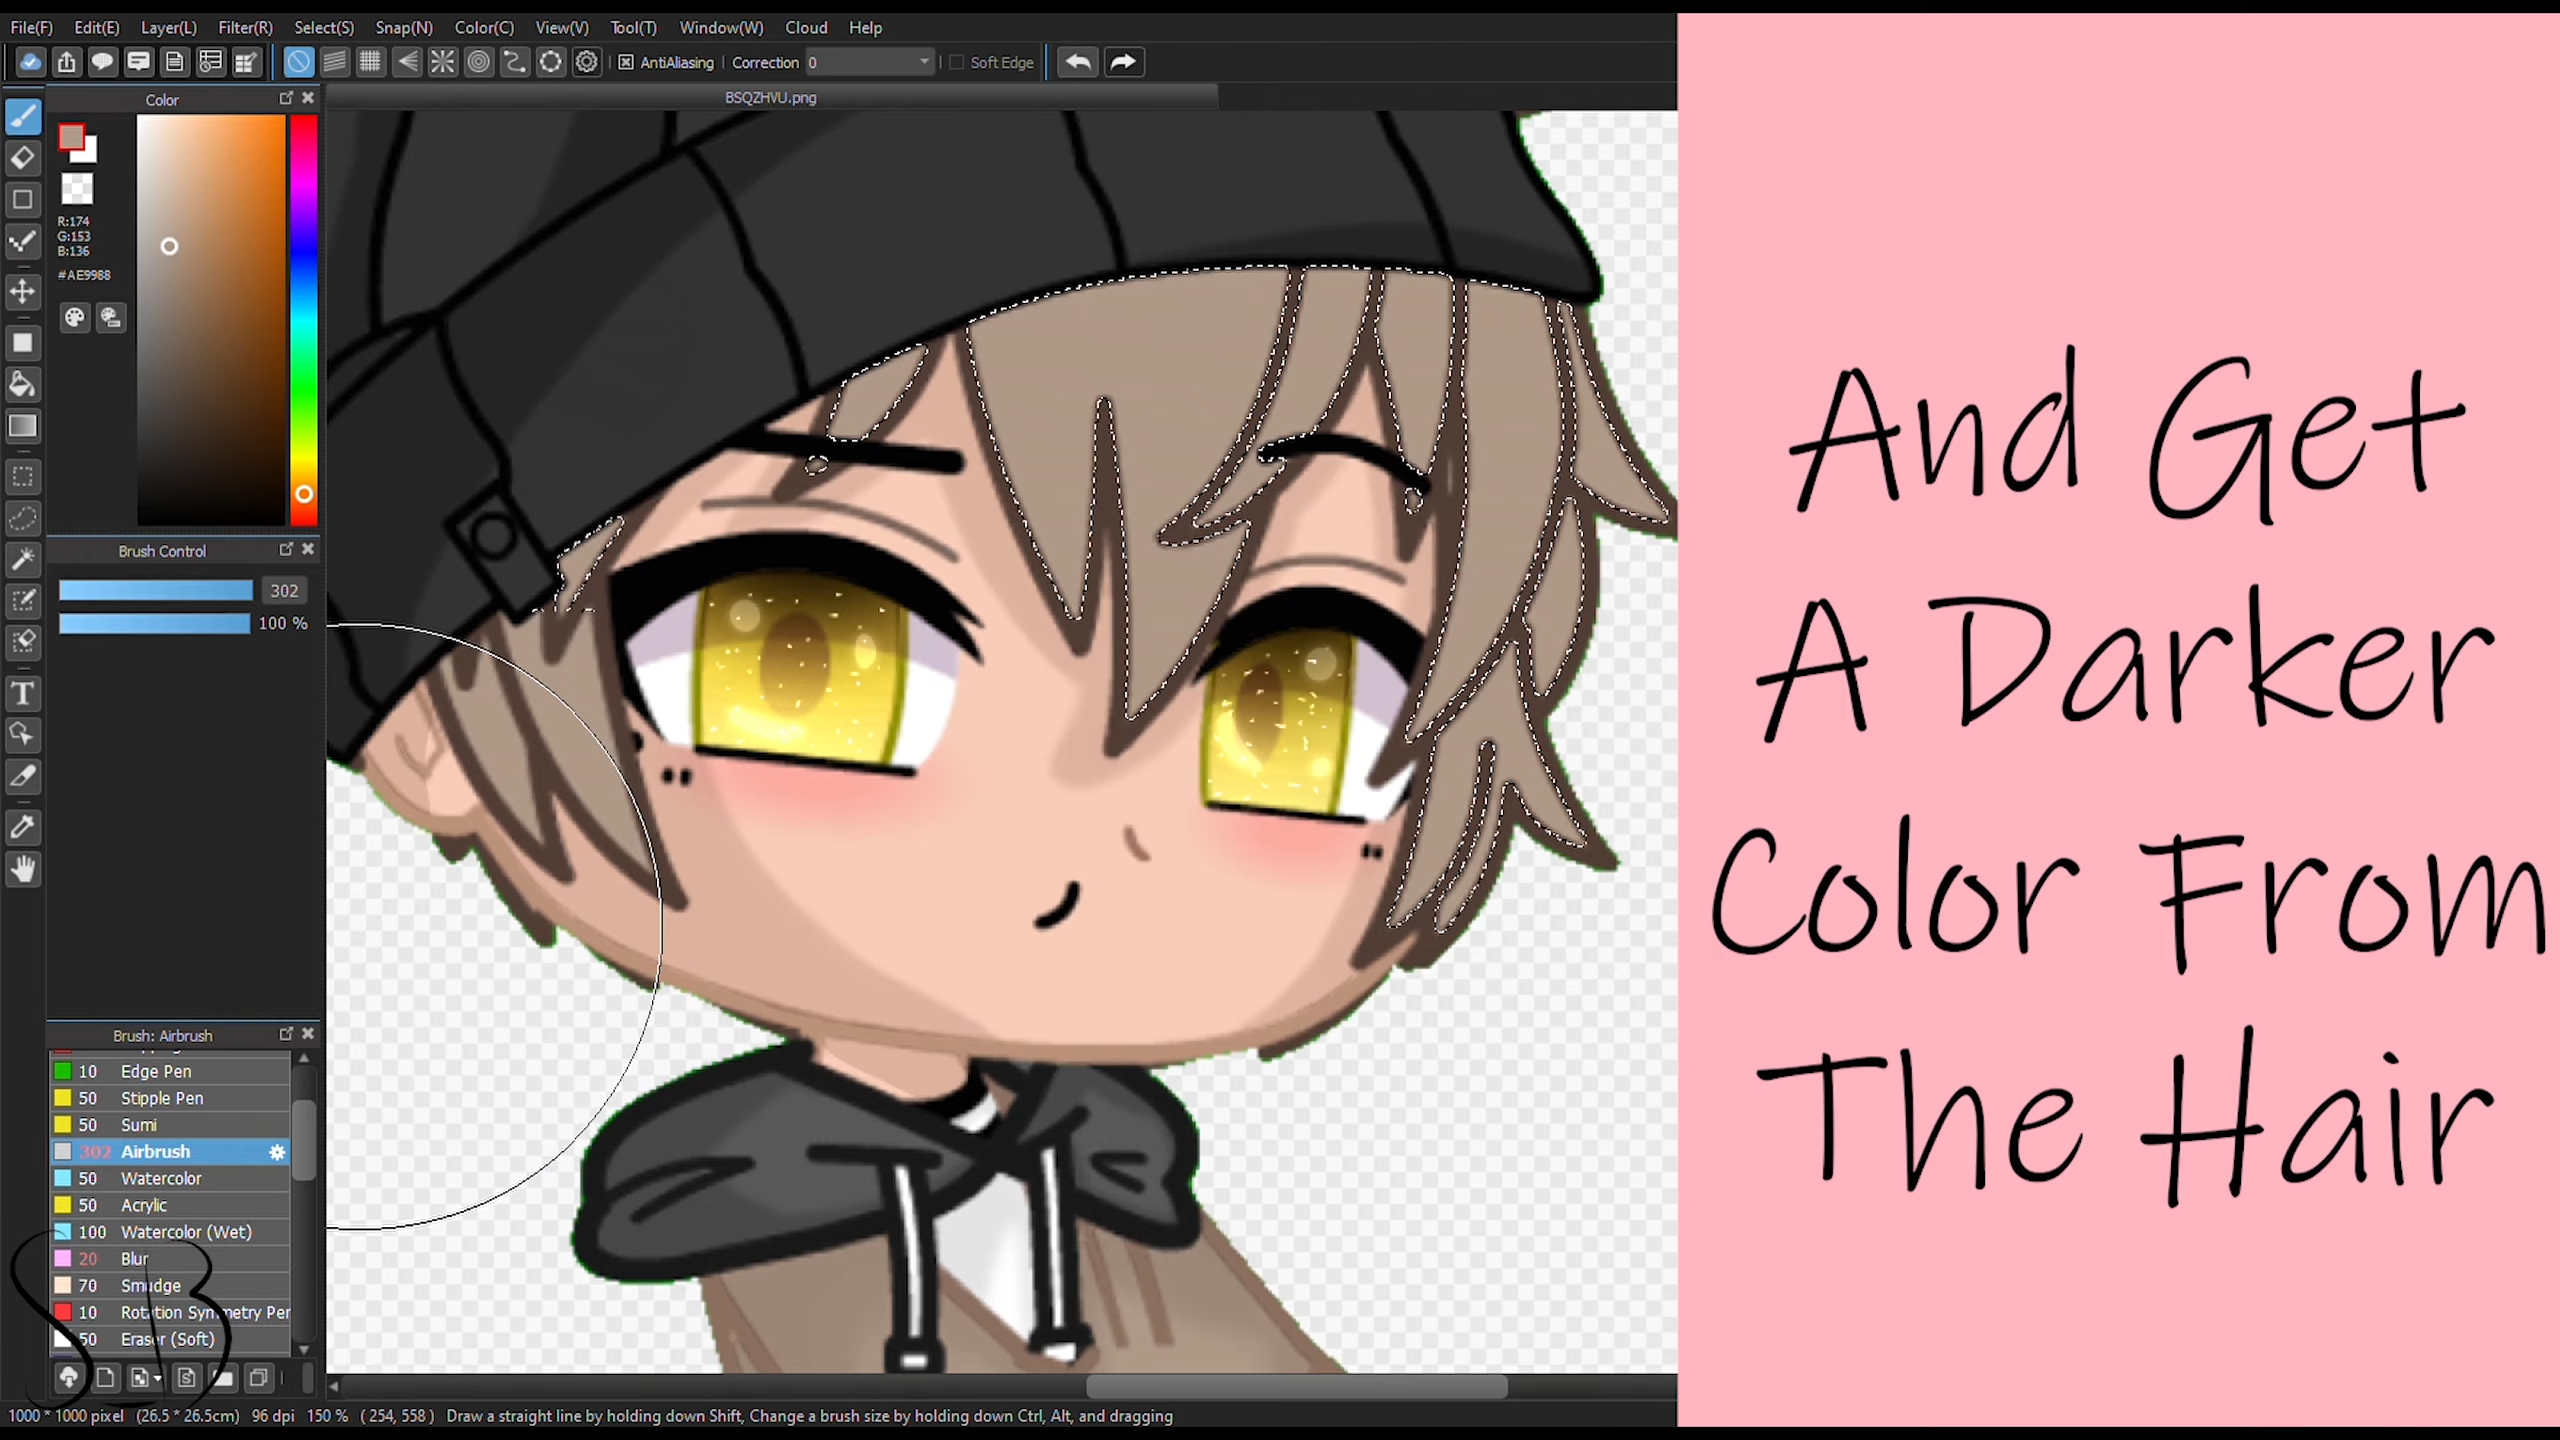 File(F) Edit(E) Layer(L) Filter(R) Select(S) Snap(N) Color(C) View(V) Tool(T) Window(W) Cloud Help
AntiAliasing Correction 0 Soft Edge
Color
BSQZHVU.png
R:174
G:153
B:136
#AE9988
Brush Control
302
100 %
Brush: Airbrush
10 Edge Pen
50 Stipple Pen
50 Sumi
302 Airbrush
50 Watercolor
50 Acrylic
100 Watercolor (Wet)
20 Blur
70 Smudge
10 Rotation Symmetry Pen
50 Eraser (Soft)
SB
1000 * 1000 pixel (26.5 * 26.5cm) 96 dpi 150 % ( 254, 558 ) Draw a straight line by holding down Shift, Change a brush size by holding down Ctrl, Alt, and dragging
And Get
A Darker
Color From
The Hair